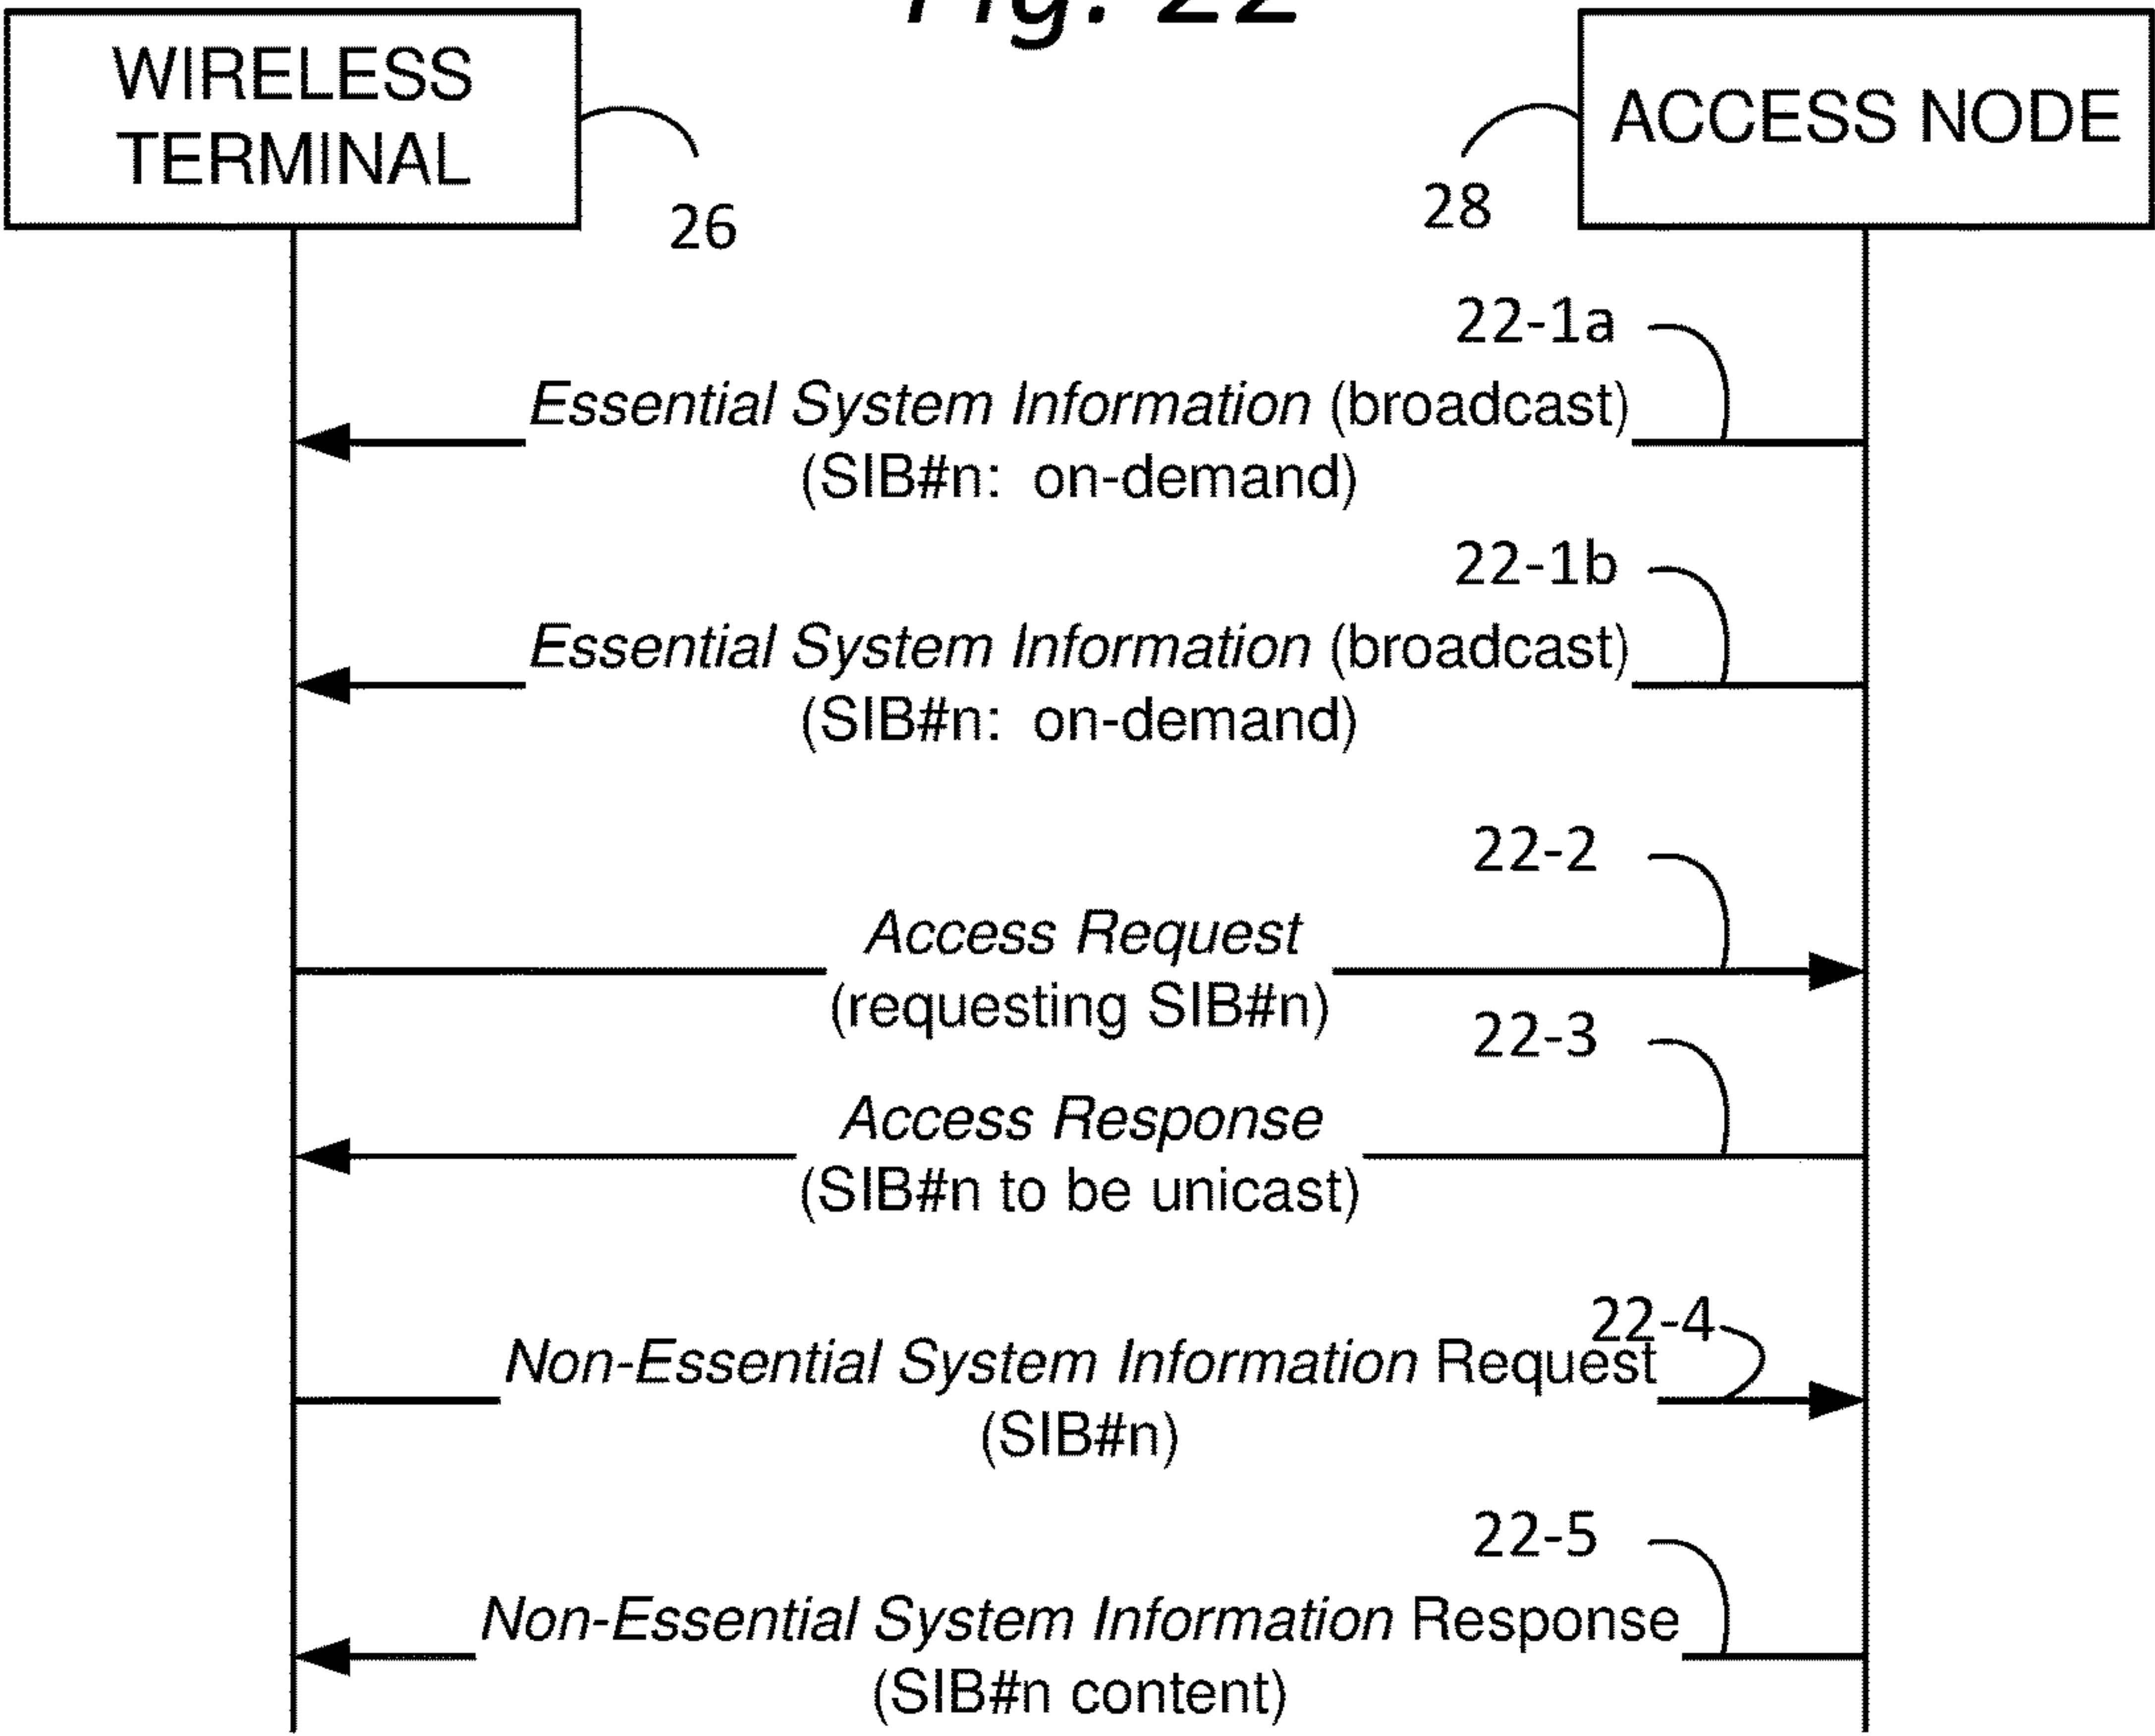 Fig. 22
WIRELESS
TERMINAL
26
ACCESS NODE
28
22-1a
Essential System Information (broadcast)
(SIB#n: on-demand)
22-1b
Essential System Information (broadcast)
(SIB#n: on-demand)
22-2
Access Request
(requesting SIB#n)
22-3
Access Response
(SIB#n to be unicast)
22-4
Non-Essential System Information Request
(SIB#n)
22-5
Non-Essential System Information Response
(SIB#n content)